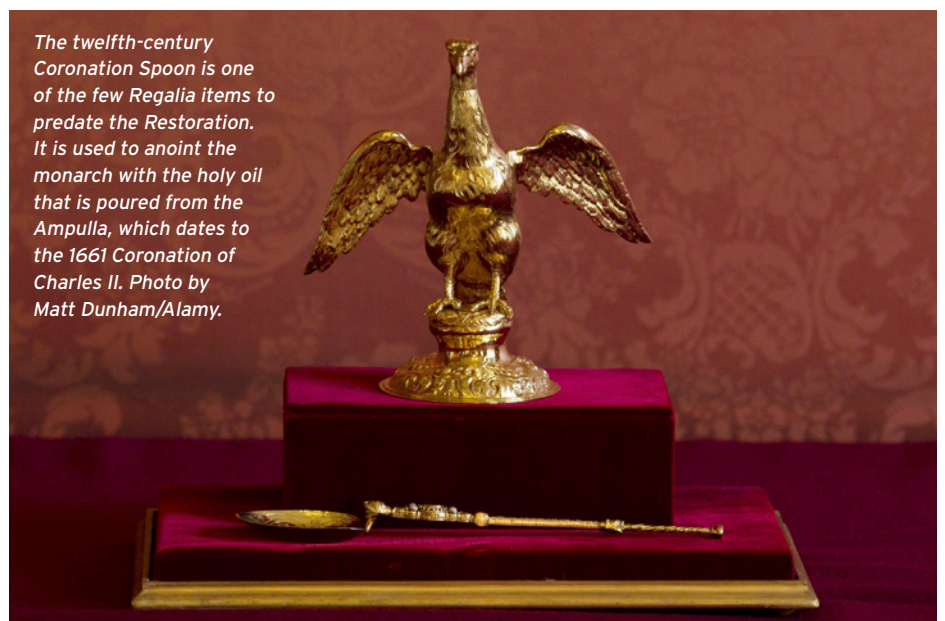 The twelfth-century
Coronation Spoon is one
of the few Regalia items to
predate the Restoration.
It is used to anoint the
monarch with the holy oil
that is poured from the
Ampulla, which dates to
the 1661 Coronation of
Charles II. Photo by
Matt Dunham/Alamy.